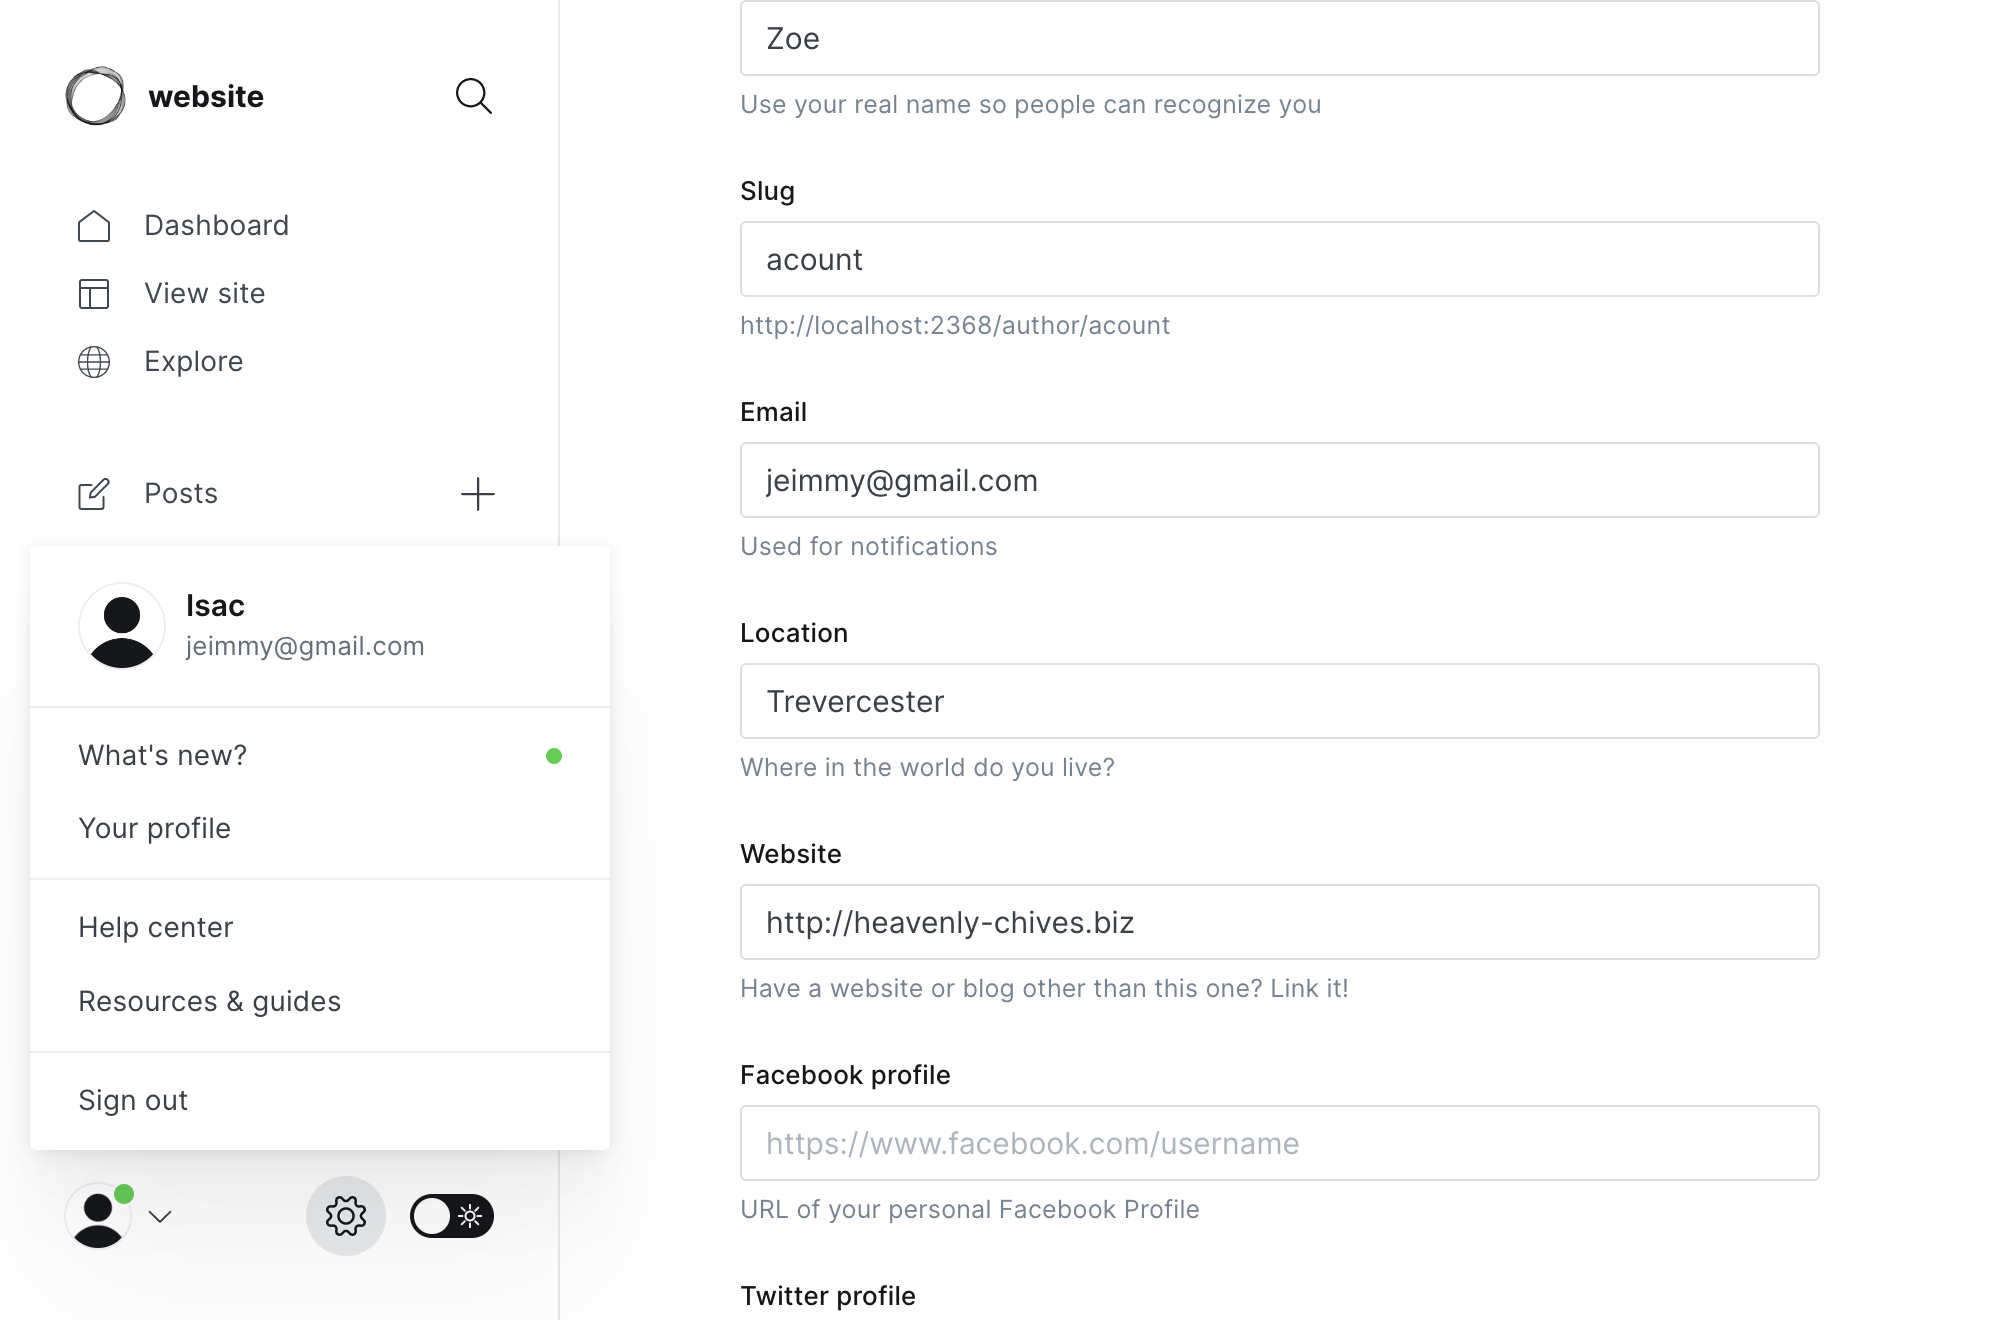 website
Dashboard
View site
Explore
Posts
Isac
jeimmy@gmail.com
What's new?
Your profile
Help center
Resources & guides
Sign out
Zoe
Use your real name so people can recognize you
Slug
acount
http://localhost:2368/author/acount
Email
jeimmy@gmail.com
Used for notifications
Location
Trevercester
Where in the world do you live?
Website
http://heavenly-chives.biz
Have a website or blog other than this one? Link it!
Facebook profile
https://www.facebook.com/username
URL of your personal Facebook Profile
Twitter profile